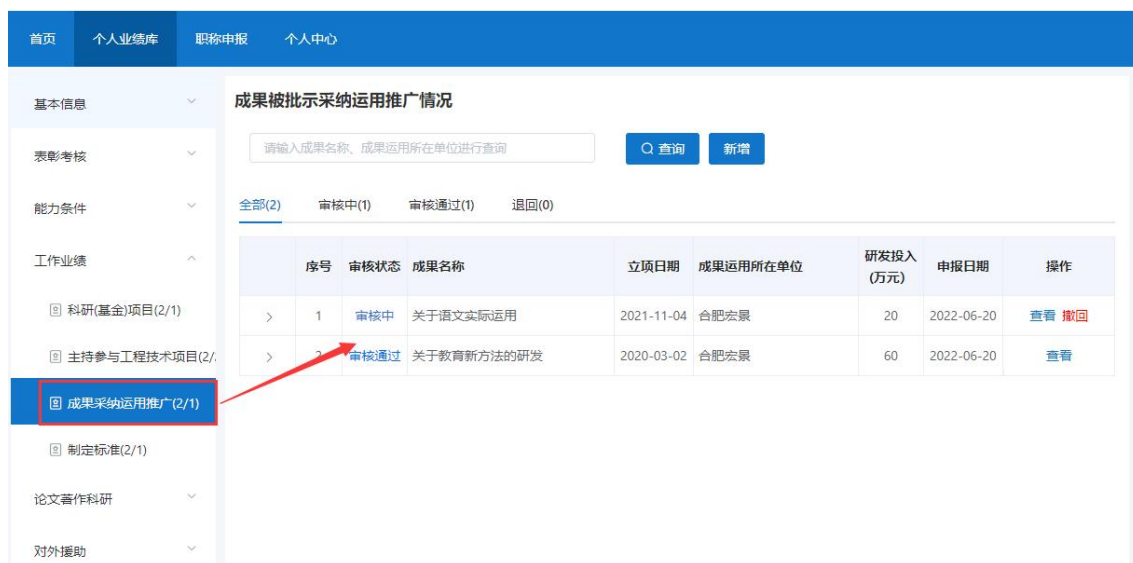 首页 个人业绩库 职称申报 个人中心
基本信息
表彰考核
能力条件
工作业绩
科研(基金)项目(2/1)
主持参与工程技术项目(2/
成果采纳运用推广(2/1)
制定标准(2/1)
论文著作科研
对外援助
成果被批示采纳运用推广情况
请输入成果名称、成果运用所在单位进行查询 查询 新增
全部(2) 审核中(1) 审核通过(1) 退回(0)
序号 审核状态 成果名称 立项日期 成果运用所在单位 研发投入(万元) 申报日期 操作
1 审核中 关于语文实际运用 2021-11-04 合肥宏景 20 2022-06-20 查看 撤回
2 审核通过 关于教育新方法的研发 2020-03-02 合肥宏景 60 2022-06-20 查看